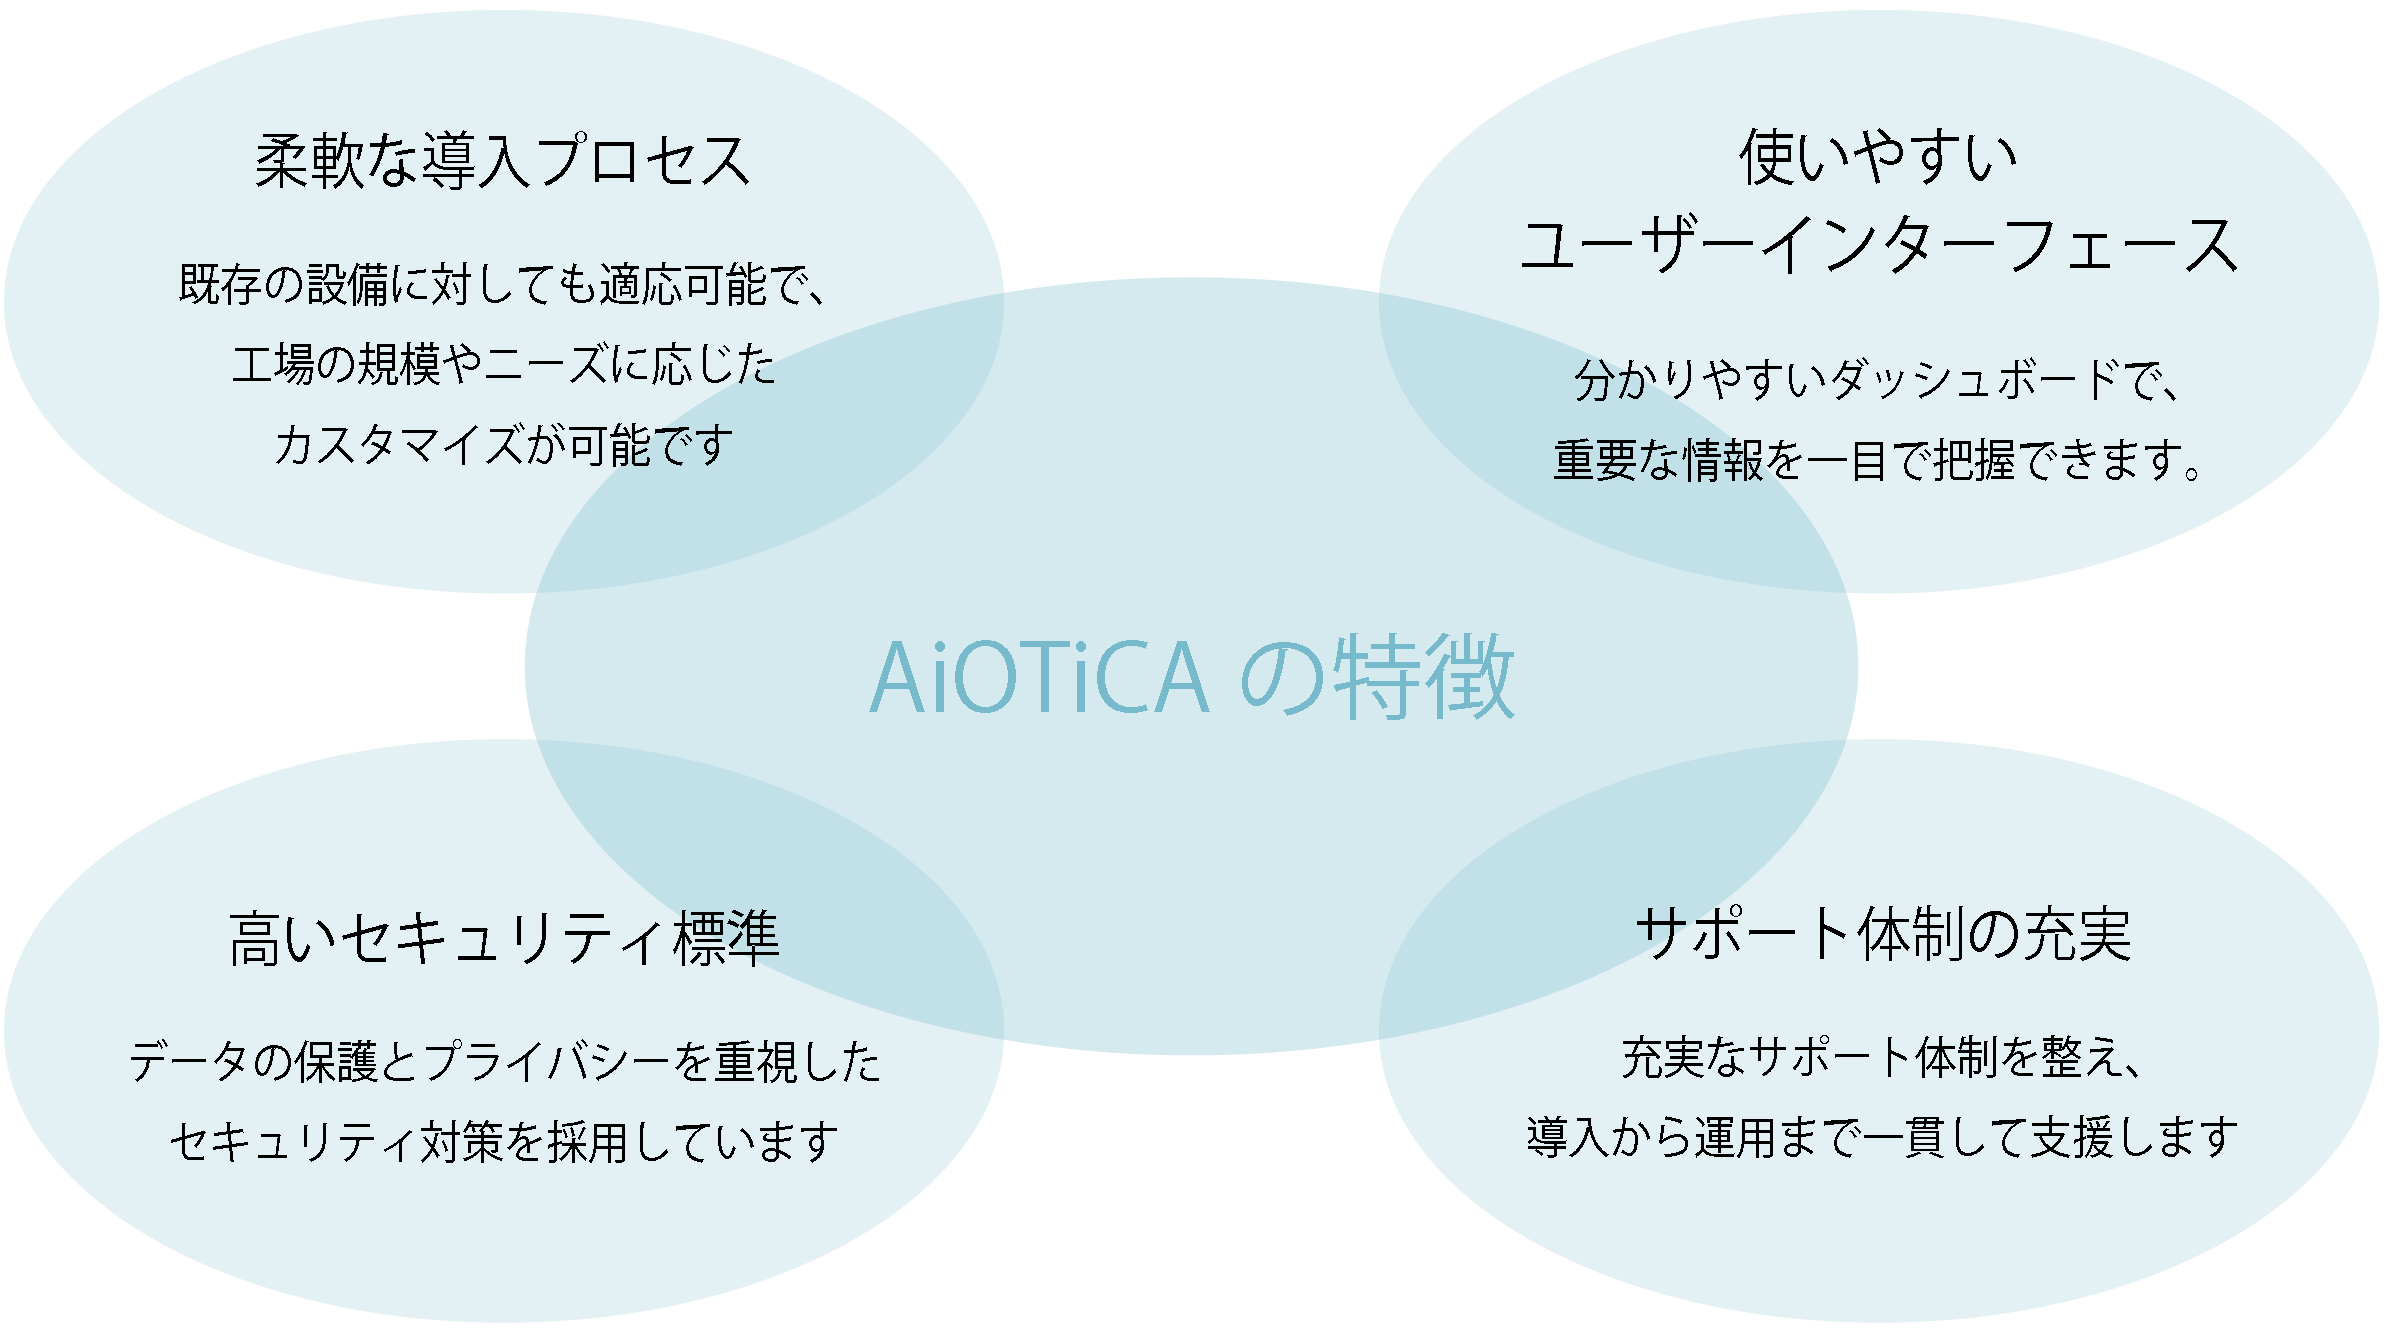 柔軟な導入プロセス
既存の設備に対しても適応可能で、
工場の規模やニーズに応じた
カスタマイズが可能です
使いやすい
ユーザーインターフェース
分かりやすいダッシュボードで、
重要な情報を一目で把握できます。
AiOTiCA の特徴
高いセキュリティ標準
データの保護とプライバシーを重視した
セキュリティ対策を採用しています
サポート体制の充実
充実なサポート体制を整え、
導入から運用まで一貫して支援します